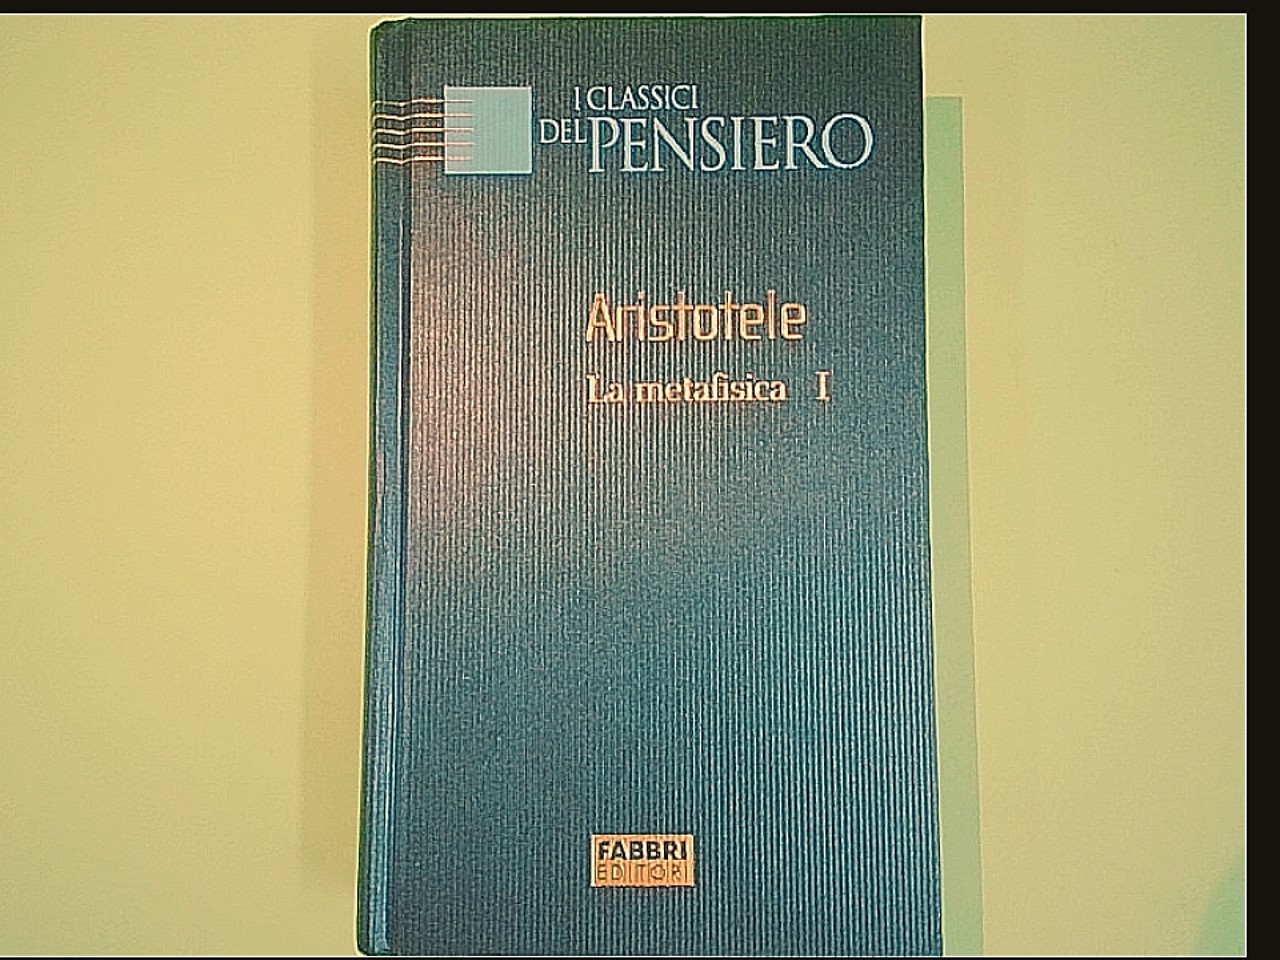 I CLASSICI
DEL PENSIERO
Aristotele
La metafisica I
FABBRI
EDITORI